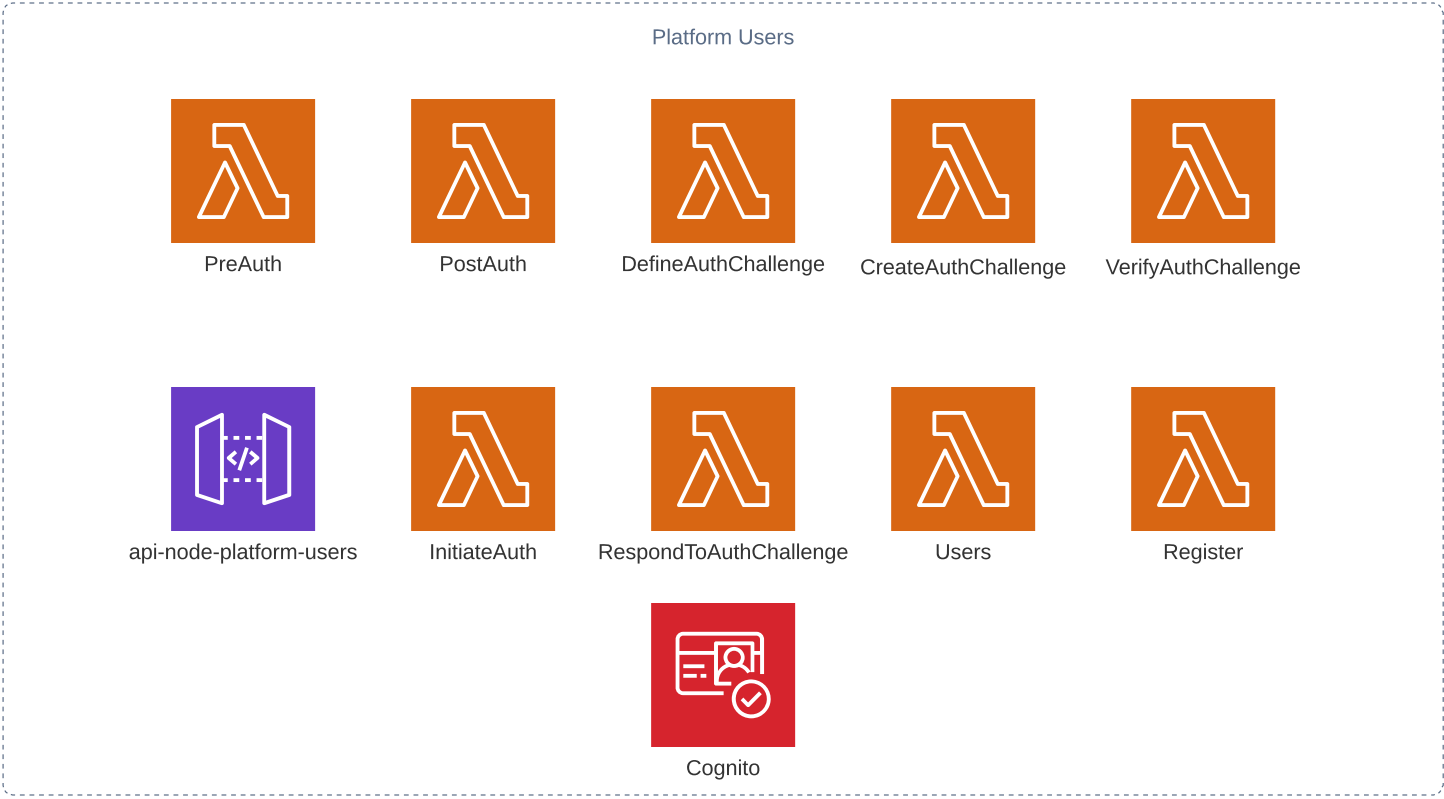 Platform Users
PreAuth
PostAuth
DefineAuthChallenge
CreateAuthChallenge
VerifyAuthChallenge
api-node-platform-users
InitiateAuth
RespondToAuthChallenge
Users
Register
Cognito